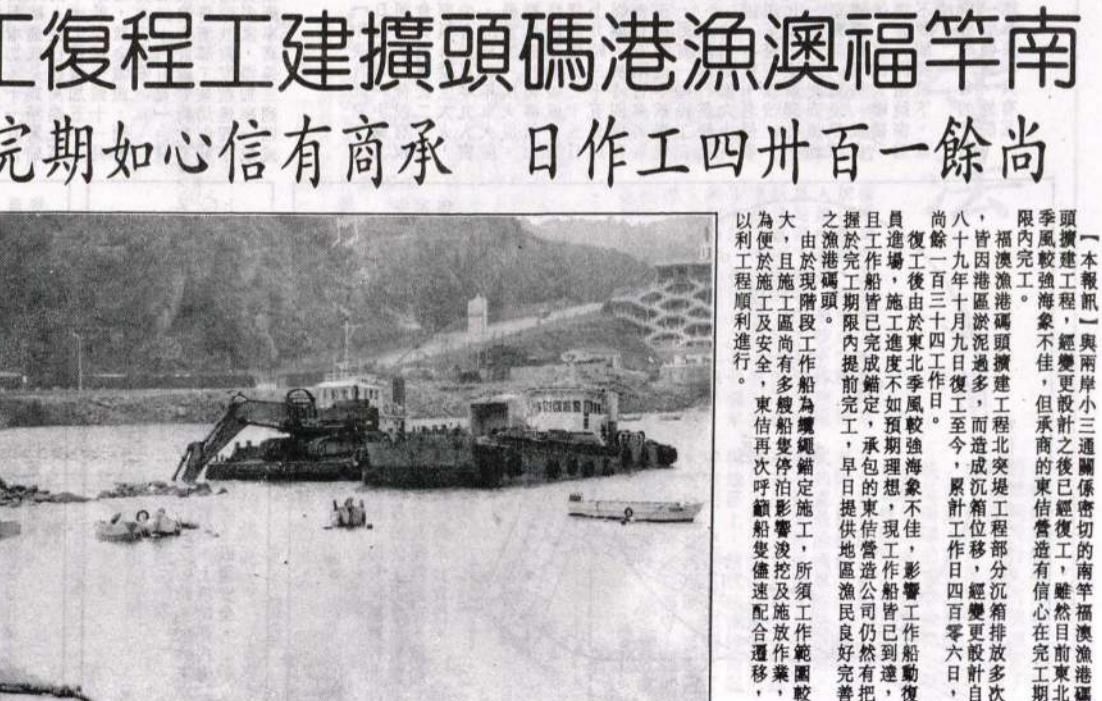 南竿福澳漁港碼頭擴建工程復工
尚餘一百卅四工作日 承商有信心如期完
【本報訊】與兩岸小三通關係密切的南竿福澳漁港碼
頭擴建工程，經變更設計之後已經復工，雖然目前東北
季風較強海象不佳，但承商的東佶營造有信心在完工期
限內完工。
福澳漁港碼頭擴建工程北突堤工程部分沉箱排放多次
，皆因港區淤泥過多，而造成沉箱位移，經變更設計自
八十九年十月九日復工至今，累計工作日四百零六日，
尚餘一百三十四工作日。
復工後由於東北季風較強海象不佳，影響工作船動復
員進場，施工進度不如預期理想，現工作船皆已到達，
且工作船皆已完成錨定，承包的東佶營造公司仍然有把
握於完工期限內提前完工，早日提供地區漁民良好完善
之漁港碼頭。
由於現階段工作船為纜繩錨定施工，所須工作範圍較
大，且施工區尚有多艘船隻停泊影響浚挖及施放作業，
為便於施工及安全，東佶再次呼籲船隻儘速配合遷移，
以利工程順利進行。